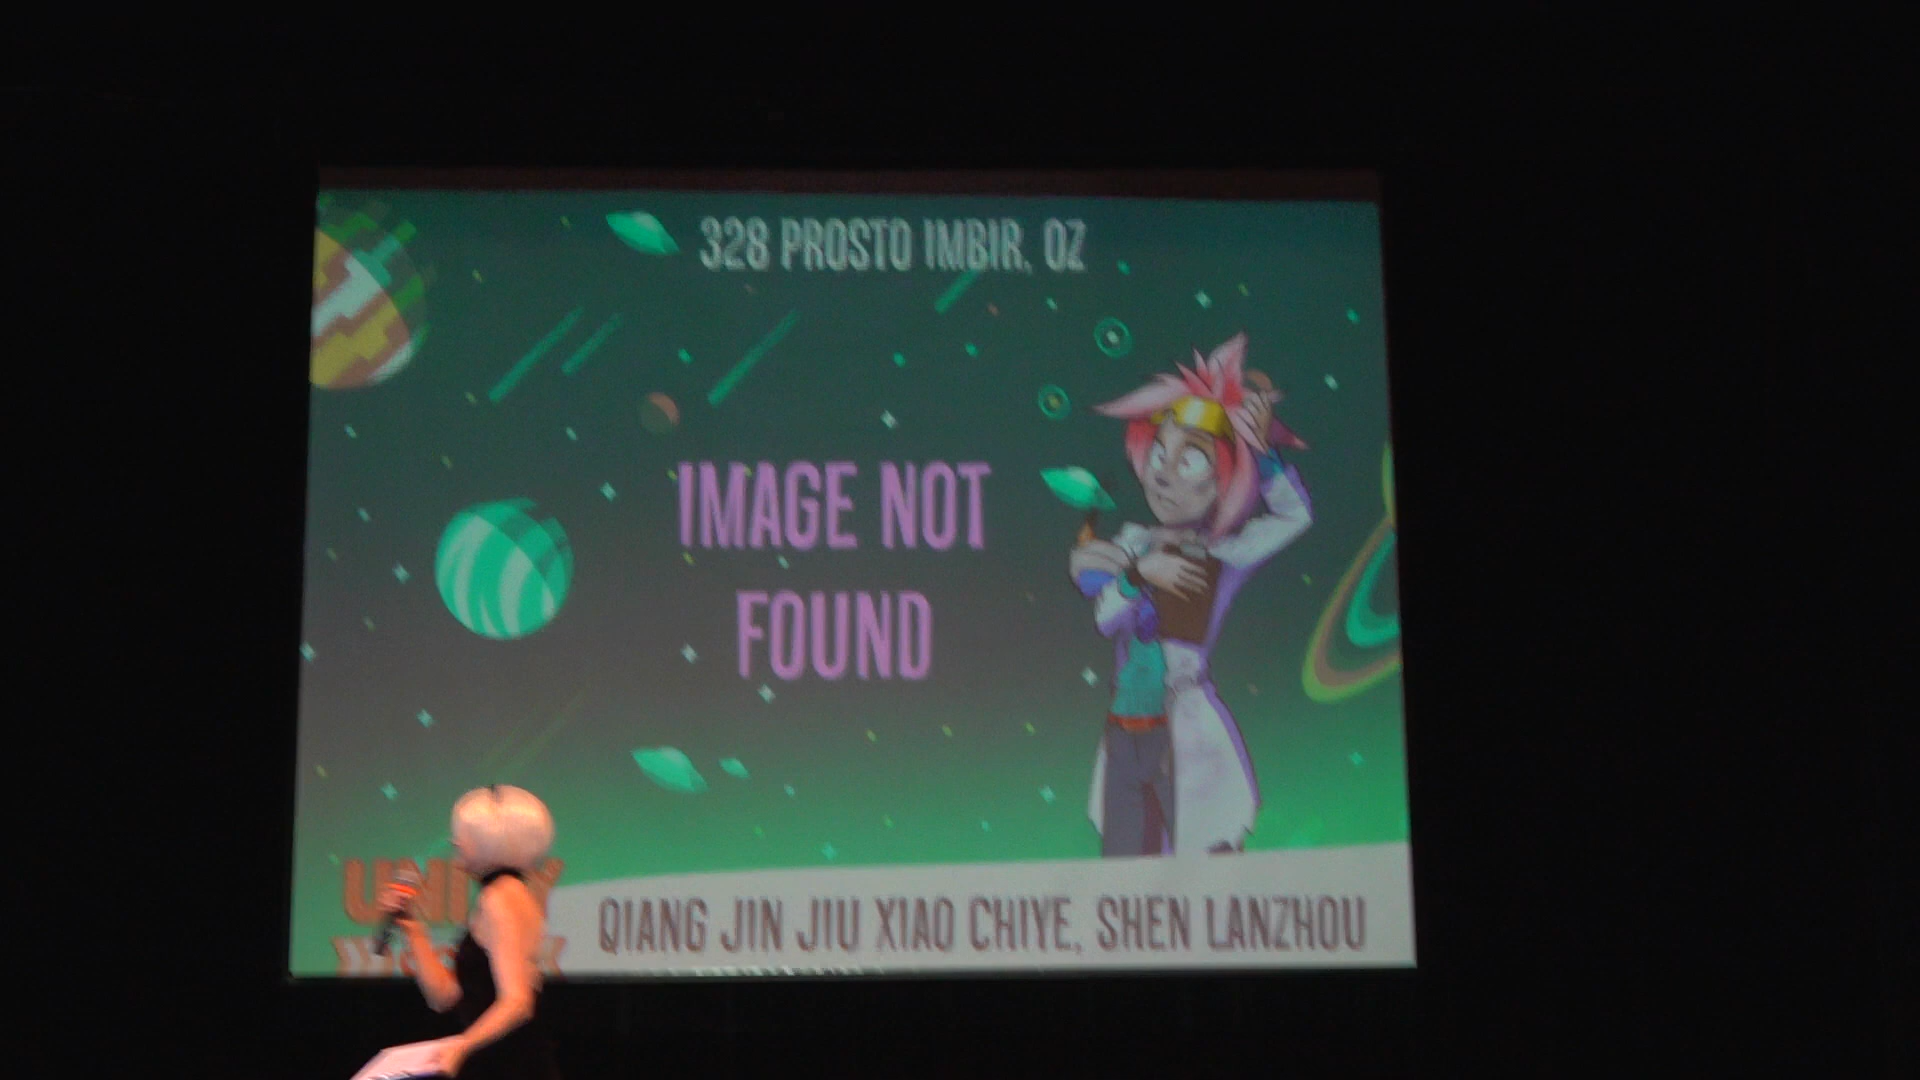 328 PROSTO IMBIR, OZ
IMAGE NOT
FOUND
QIANG JIN JIU XIAO CHIYE, SHEN LANZHOU